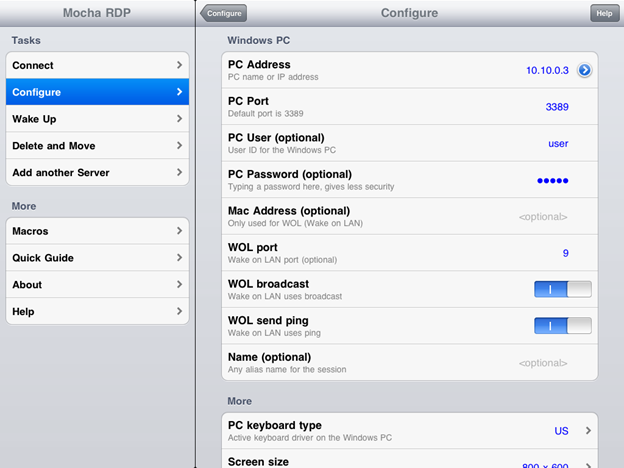 Mocha RDP
Tasks
Connect
Configure
Wake Up
Delete and Move
Add another Server
More
Macros
Quick Guide
About
Help
Configure
Configure
Help
Windows PC
PC Address
PC name or IP address
10.10.0.3
PC Port
Default port is 3389
3389
PC User (optional)
User ID for the Windows PC
user
PC Password (optional)
Typing a password here, gives less security
●●●●●
Mac Address (optional)
Only used for WOL (Wake on LAN)
<optional>
WOL port
Wake on LAN port (optional)
9
WOL broadcast
Wake on LAN uses broadcast
WOL send ping
Wake on LAN uses ping
Name (optional)
Any alias name for the session
<optional>
More
PC keyboard type
Active keyboard driver on the Windows PC
US
Screen size
800 x 600